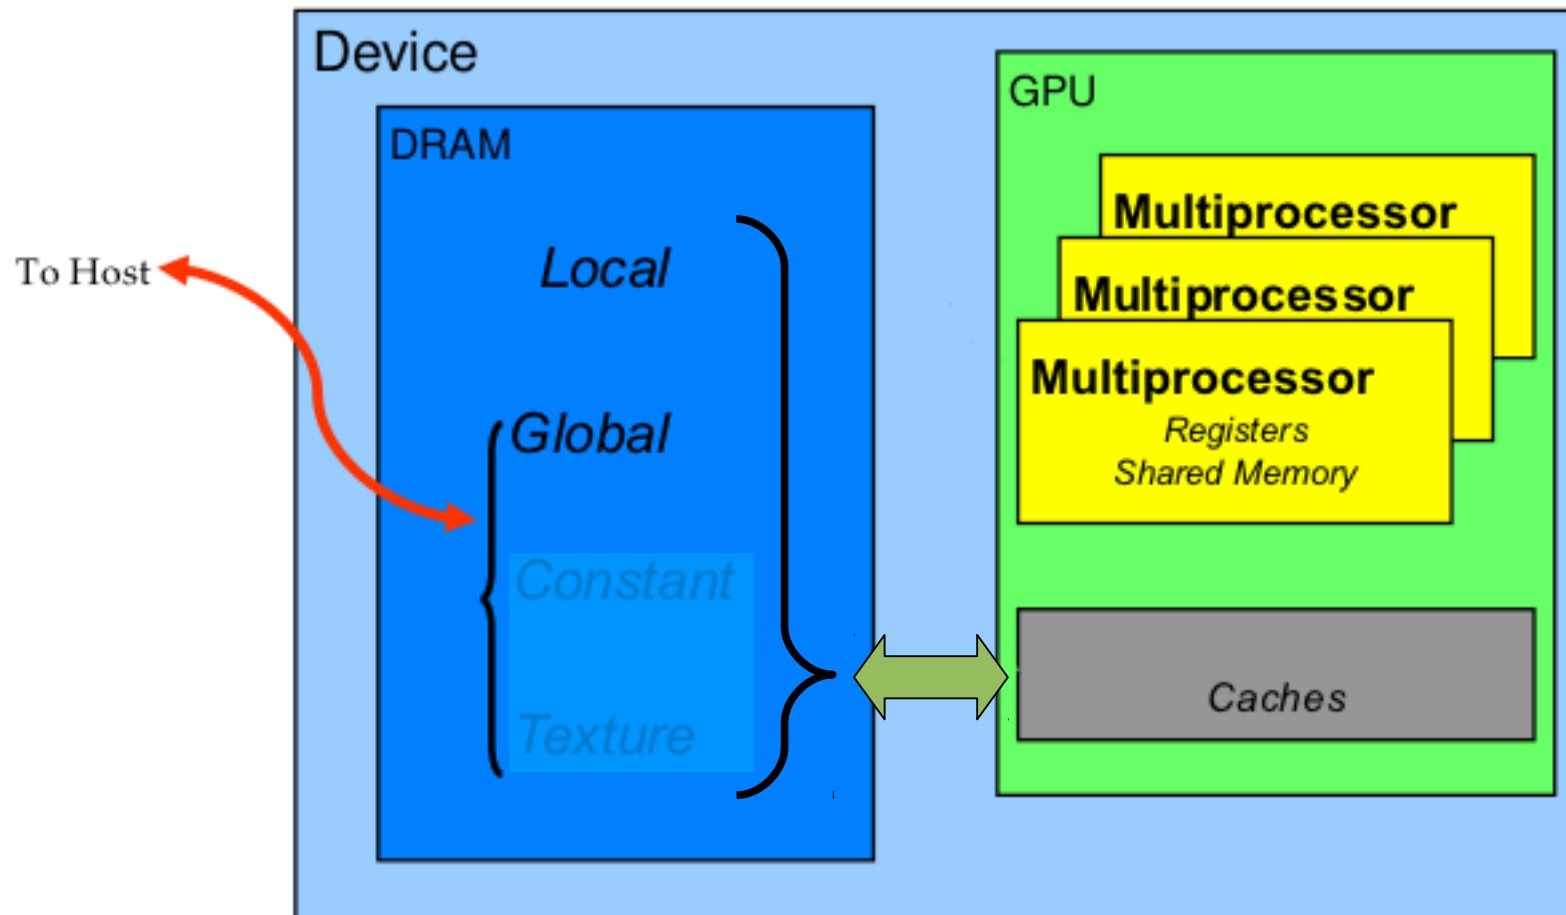 Device
DRAM
Local
Global
Constant
Texture
To Host
GPU
Multiprocessor
Multiprocessor
Multiprocessor
Registers
Shared Memory
Caches